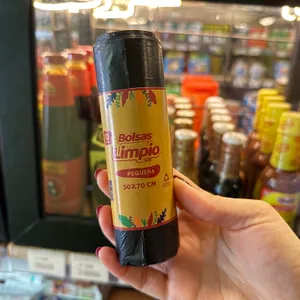 Bolsas
Limpio
PEQUEÑA
50X70 CM